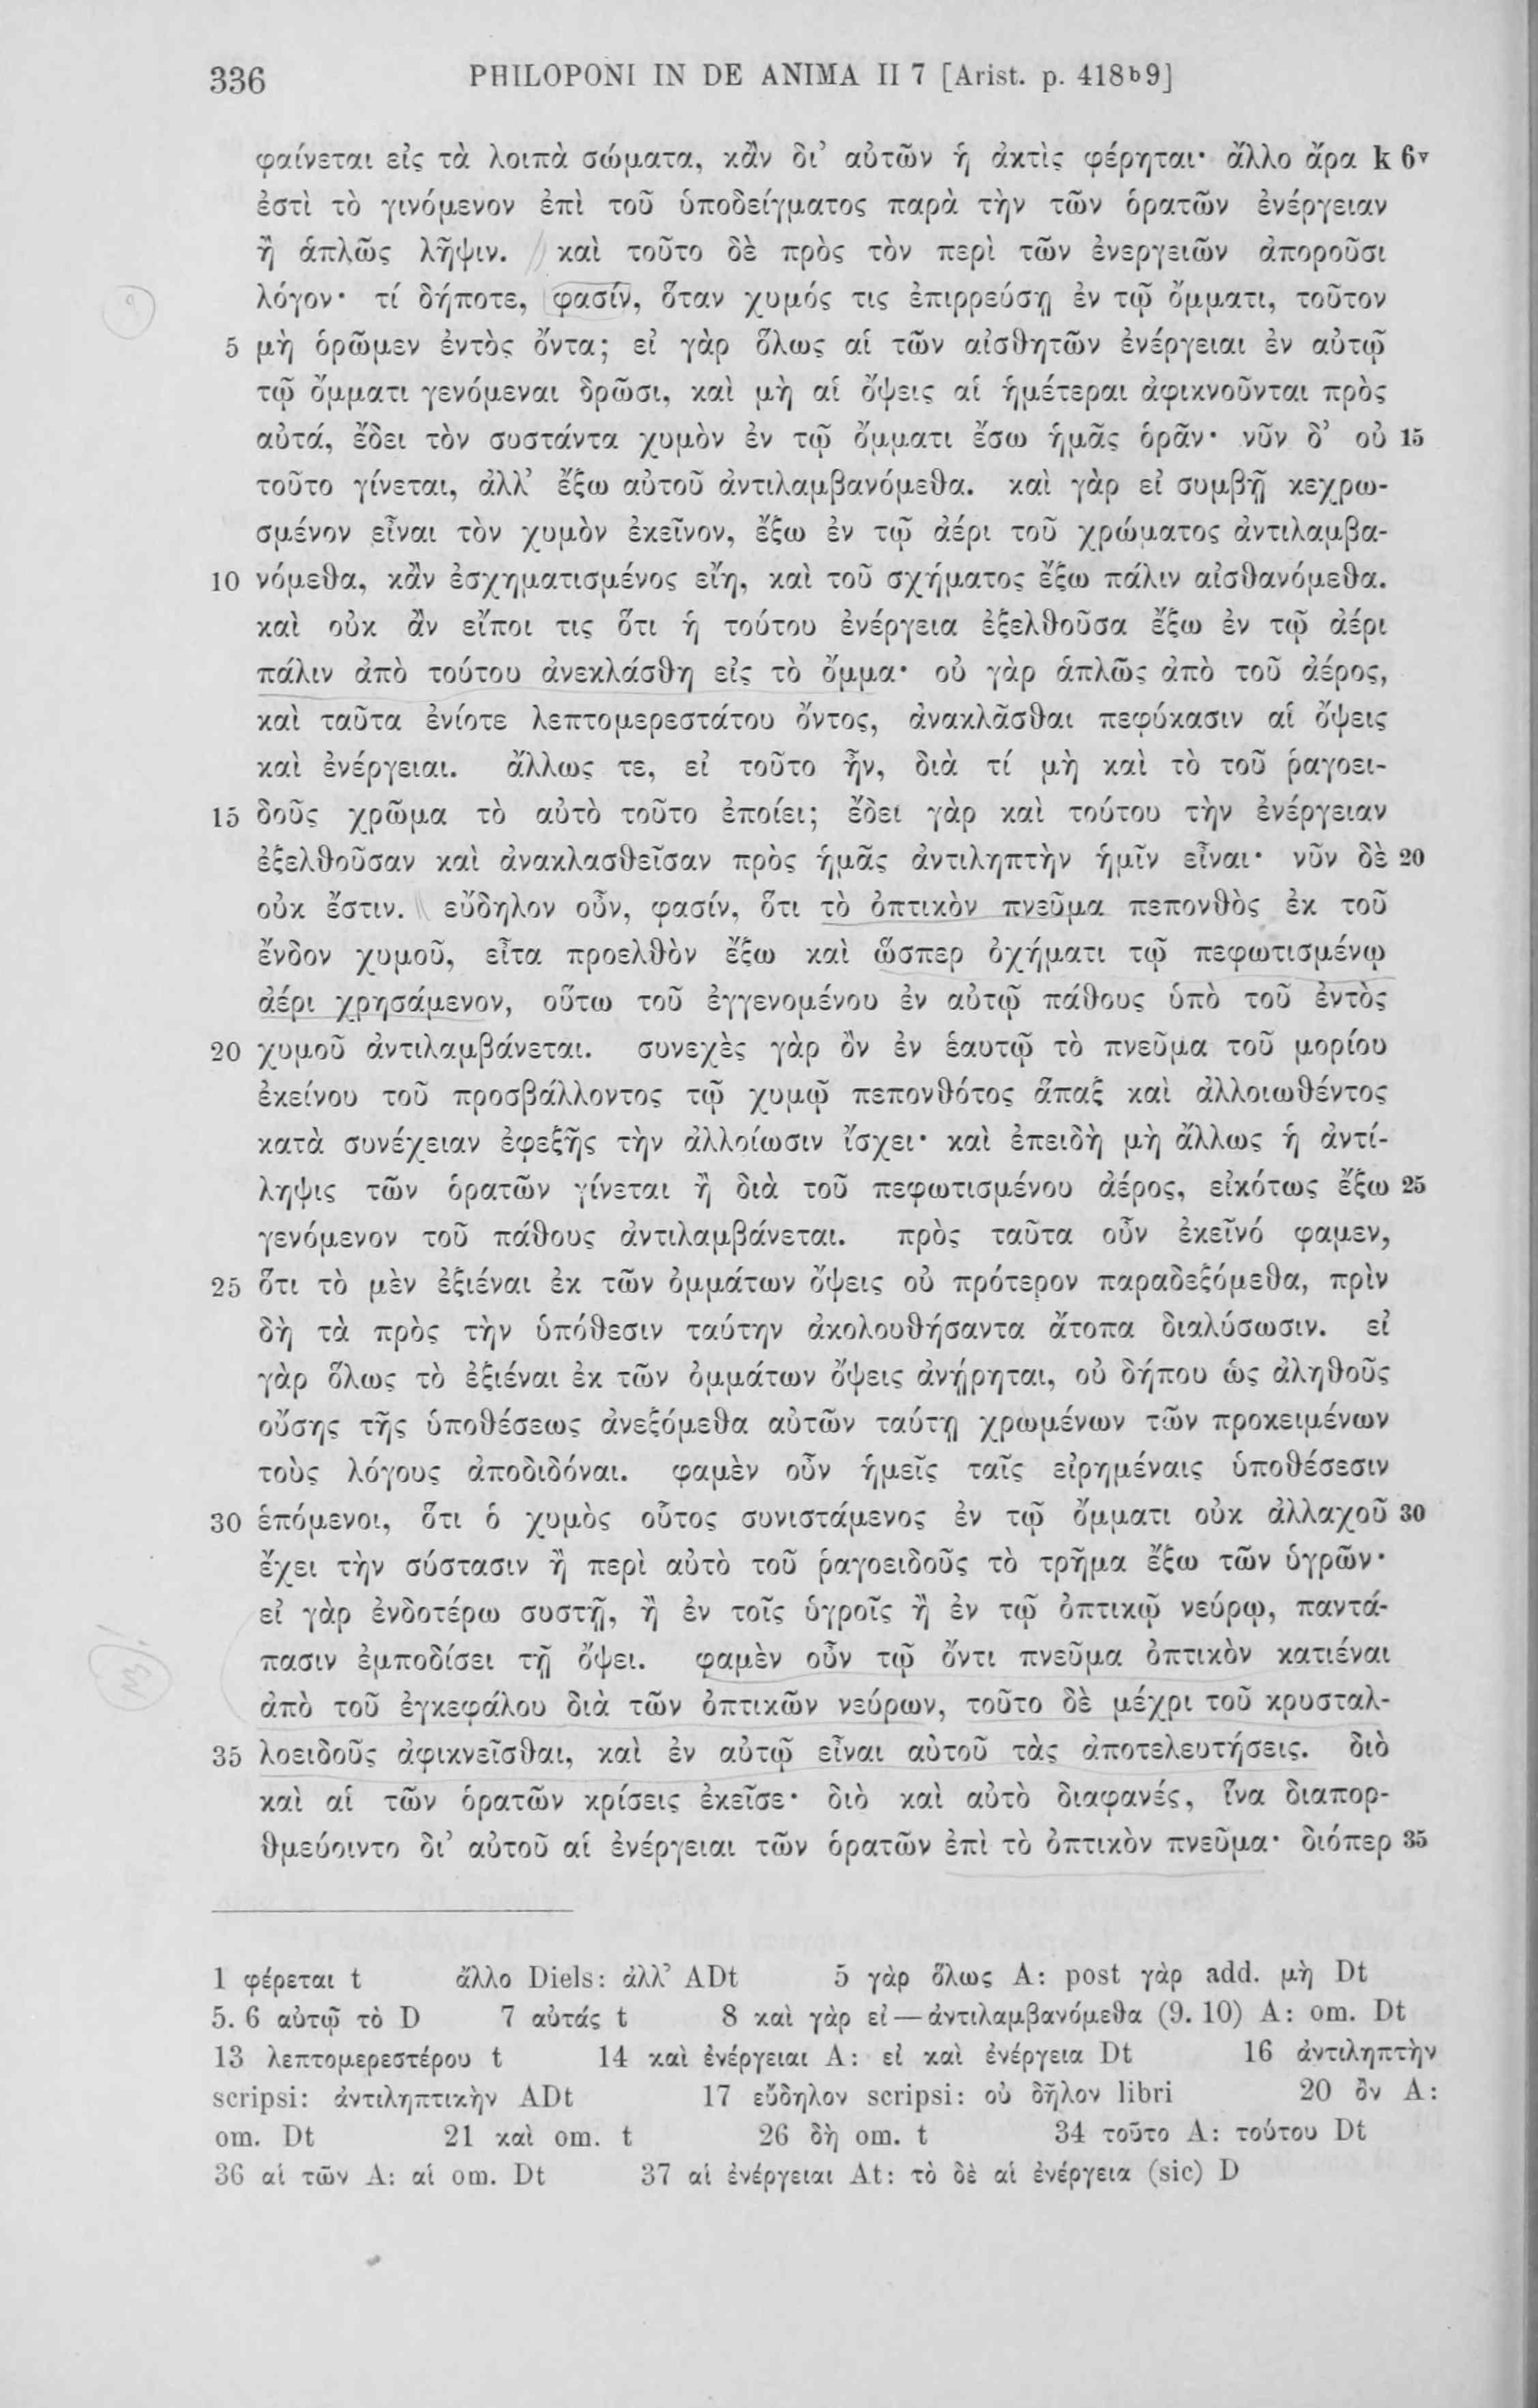 336 PHILOPONI IN DE ANIMA II 7 [Arist. p. 418b9]
φαίνεται εἰς τὰ λοιπὰ σώματα, κἂν δι’ αὐτῶν ἡ ἀκτὶς φέρηται· ἄλλο ἄρα k 6v
ἐστὶ τὸ γινόμενον ἐπὶ τοῦ ὑποδείγματος παρὰ τὴν τῶν ὁρατῶν ἐνέργειαν
ἢ ἁπλῶς λῆψιν. καὶ τοῦτο δὲ πρὸς τὸν περὶ τῶν ἐνεργειῶν ἀποροῦσι
λόγον· τί δήποτε, φασίν, ὅταν χυμός τις ἐπιρρεύσῃ ἐν τῷ ὄμματι, τοῦτον
5 μὴ ὁρῶμεν ἐντὸς ὄντα; εἰ γὰρ ὅλως αἱ τῶν αἰσθητῶν ἐνέργειαι ἐν αὐτῷ
τῷ ὄμματι γενόμεναι δρῶσι, καὶ μὴ αἱ ὄψεις αἱ ἡμέτεραι ἀφικνοῦνται πρὸς
αὐτά, ἔδει τὸν συστάντα χυμὸν ἐν τῷ ὄμματι ἔσω ἡμᾶς ὁρᾶν· νῦν δ’ οὐ 15
τοῦτο γίνεται, ἀλλ’ ἔξω αὐτοῦ ἀντιλαμβανόμεθα. καὶ γὰρ εἰ συμβῇ κεχρω-
σμένον εἶναι τὸν χυμὸν ἐκεῖνον, ἔξω ἐν τῷ ἀέρι τοῦ χρώματος ἀντιλαμβα-
10 νόμεθα, κἂν ἐσχηματισμένος εἴη, καὶ τοῦ σχήματος ἔξω πάλιν αἰσθανόμεθα.
καὶ οὐκ ἂν εἴποι τις ὅτι ἡ τούτου ἐνέργεια ἐξελθοῦσα ἔξω ἐν τῷ ἀέρι
πάλιν ἀπὸ τούτου ἀνεκλάσθη εἰς τὸ ὄμμα· οὐ γὰρ ἁπλῶς ἀπὸ τοῦ ἀέρος,
καὶ ταῦτα ἐνίοτε λεπτομερεστάτου ὄντος, ἀνακλᾶσθαι πεφύκασιν αἱ ὄψεις
καὶ ἐνέργειαι. ἄλλως τε, εἰ τοῦτο ἦν, διὰ τί μὴ καὶ τὸ τοῦ ῥαγοει-
15 δοῦς χρῶμα τὸ αὐτὸ τοῦτο ἐποίει; ἔδει γὰρ καὶ τούτου τὴν ἐνέργειαν
ἐξελθοῦσαν καὶ ἀνακλασθεῖσαν πρὸς ἡμᾶς ἀντιληπτὴν ἡμῖν εἶναι· νῦν δὲ 20
οὐκ ἔστιν. εὔδηλον οὖν, φασίν, ὅτι τὸ ὀπτικὸν πνεῦμα πεπονθὸς ἐκ τοῦ
ἔνδον χυμοῦ, εἶτα προελθὸν ἔξω καὶ ὥσπερ ὀχήματι τῷ πεφωτισμένῳ
ἀέρι χρησάμενον, οὕτω τοῦ ἐγγενομένου ἐν αὐτῷ πάθους ὑπὸ τοῦ ἐντὸς
20 χυμοῦ ἀντιλαμβάνεται. συνεχὲς γὰρ ὂν ἐν ἑαυτῷ τὸ πνεῦμα τοῦ μορίου
ἐκείνου τοῦ προσβάλλοντος τῷ χυμῷ πεπονθότος ἅπαξ καὶ ἀλλοιωθέντος
κατὰ συνέχειαν ἐφεξῆς τὴν ἀλλοίωσιν ἴσχει· καὶ ἐπειδὴ μὴ ἄλλως ἡ ἀντί-
ληψις τῶν ὁρατῶν γίνεται ἢ διὰ τοῦ πεφωτισμένου ἀέρος, εἰκότως ἔξω 25
γενόμενον τοῦ πάθους ἀντιλαμβάνεται. πρὸς ταῦτα οὖν ἐκεῖνό φαμεν,
25 ὅτι τὸ μὲν ἐξιέναι ἐκ τῶν ὀμμάτων ὄψεις οὐ πρότερον παραδεξόμεθα, πρὶν
δὴ τὰ πρὸς τὴν ὑπόθεσιν ταύτην ἀκολουθήσαντα ἄτοπα διαλύσωσιν. εἰ
γὰρ ὅλως τὸ ἐξιέναι ἐκ τῶν ὀμμάτων ὄψεις ἀνῄρηται, οὐ δήπου ὡς ἀληθοῦς
οὔσης τῆς ὑποθέσεως ἀνεξόμεθα αὐτῶν ταύτῃ χρωμένων τῶν προκειμένων
τοὺς λόγους ἀποδιδόναι. φαμὲν οὖν ἡμεῖς ταῖς εἰρημέναις ὑποθέσεσιν
30 ἑπόμενοι, ὅτι ὁ χυμὸς οὗτος συνιστάμενος ἐν τῷ ὄμματι οὐκ ἀλλαχοῦ 30
ἔχει τὴν σύστασιν ἢ περὶ αὐτὸ τοῦ ῥαγοειδοῦς τὸ τρῆμα ἔξω τῶν ὑγρῶν·
εἰ γὰρ ἐνδοτέρω συστῇ, ἢ ἐν τοῖς ὑγροῖς ἢ ἐν τῷ ὀπτικῷ νεύρῳ, παντά-
πασιν ἐμποδίσει τῇ ὄψει. φαμὲν οὖν τῷ ὄντι πνεῦμα ὀπτικὸν κατιέναι
ἀπὸ τοῦ ἐγκεφάλου διὰ τῶν ὀπτικῶν νεύρων, τοῦτο δὲ μέχρι τοῦ κρυσταλ-
35 λοειδοῦς ἀφικνεῖσθαι, καὶ ἐν αὐτῷ εἶναι αὐτοῦ τὰς ἀποτελευτήσεις. διὸ
καὶ αἱ τῶν ὁρατῶν κρίσεις ἐκεῖσε· διὸ καὶ αὐτὸ διαφανές, ἵνα διαπορ-
θμεύοιντο δι’ αὐτοῦ αἱ ἐνέργειαι τῶν ὁρατῶν ἐπὶ τὸ ὀπτικὸν πνεῦμα· διόπερ 35
1 φέρεται t ἄλλο Diels: ἀλλ’ ADt 5 γὰρ ὅλως A: post γὰρ add. μὴ Dt
5. 6 αὐτῷ τὸ D 7 αὐτάς t 8 καὶ γὰρ εἰ — ἀντιλαμβανόμεθα (9. 10) A: om. Dt
13 λεπτομερεστέρου t 14 καὶ ἐνέργειαι A: εἰ καὶ ἐνέργεια Dt 16 ἀντιληπτὴν
scripsi: ἀντιληπτικὴν ADt 17 εὔδηλον scripsi: οὐ δῆλον libri 20 ὂν A:
om. Dt 21 καὶ om. t 26 δὴ om. t 34 τοῦτο A: τούτου Dt
36 αἱ τῶν A: αἱ om. Dt 37 αἱ ἐνέργειαι At: τὸ δὲ αἱ ἐνέργεια (sic) D